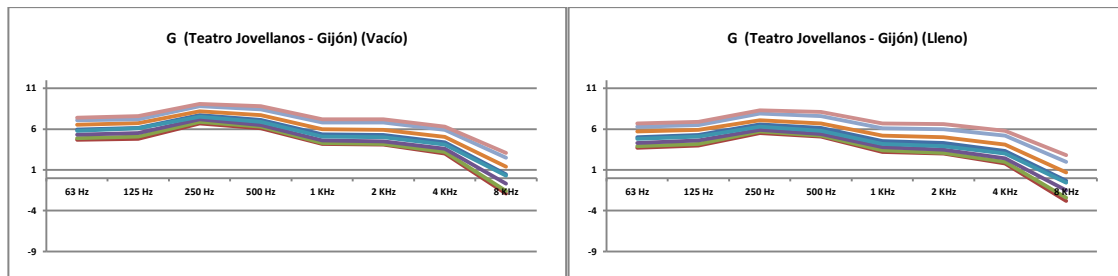 G (Teatro Jovellanos - Gijón) (Vacío)
11
6
1
-4
-9
63 Hz 125 Hz 250 Hz 500 Hz 1 KHz 2 KHz 4 KHz 8 KHz
G (Teatro Jovellanos - Gijón) (Lleno)
11
6
1
-4
-9
63 Hz 125 Hz 250 Hz 500 Hz 1 KHz 2 KHz 4 KHz 8 KHz